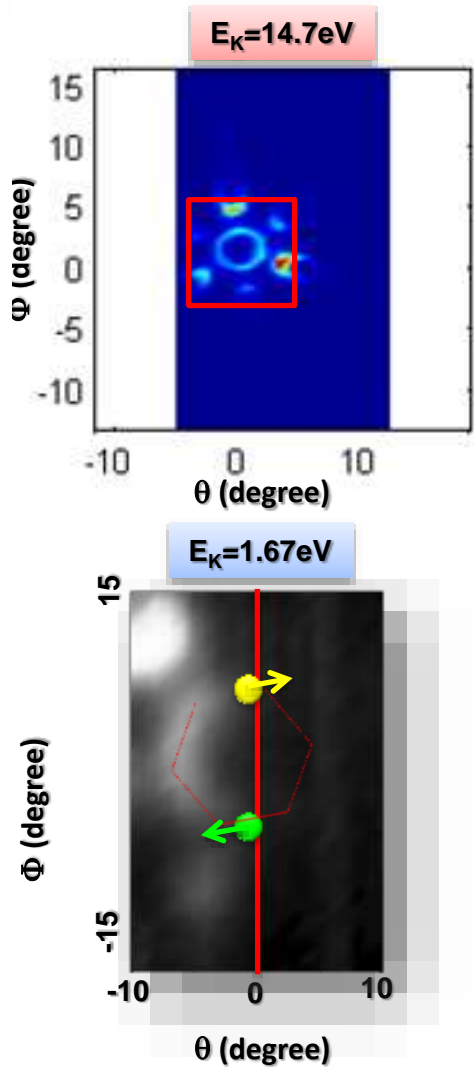 E_K=14.7eV
15
10
5
0
-5
-10
Φ (degree)
-10 0 10
θ (degree)
E_K=1.67eV
15
-15
Φ (degree)
-10 0 10
θ (degree)